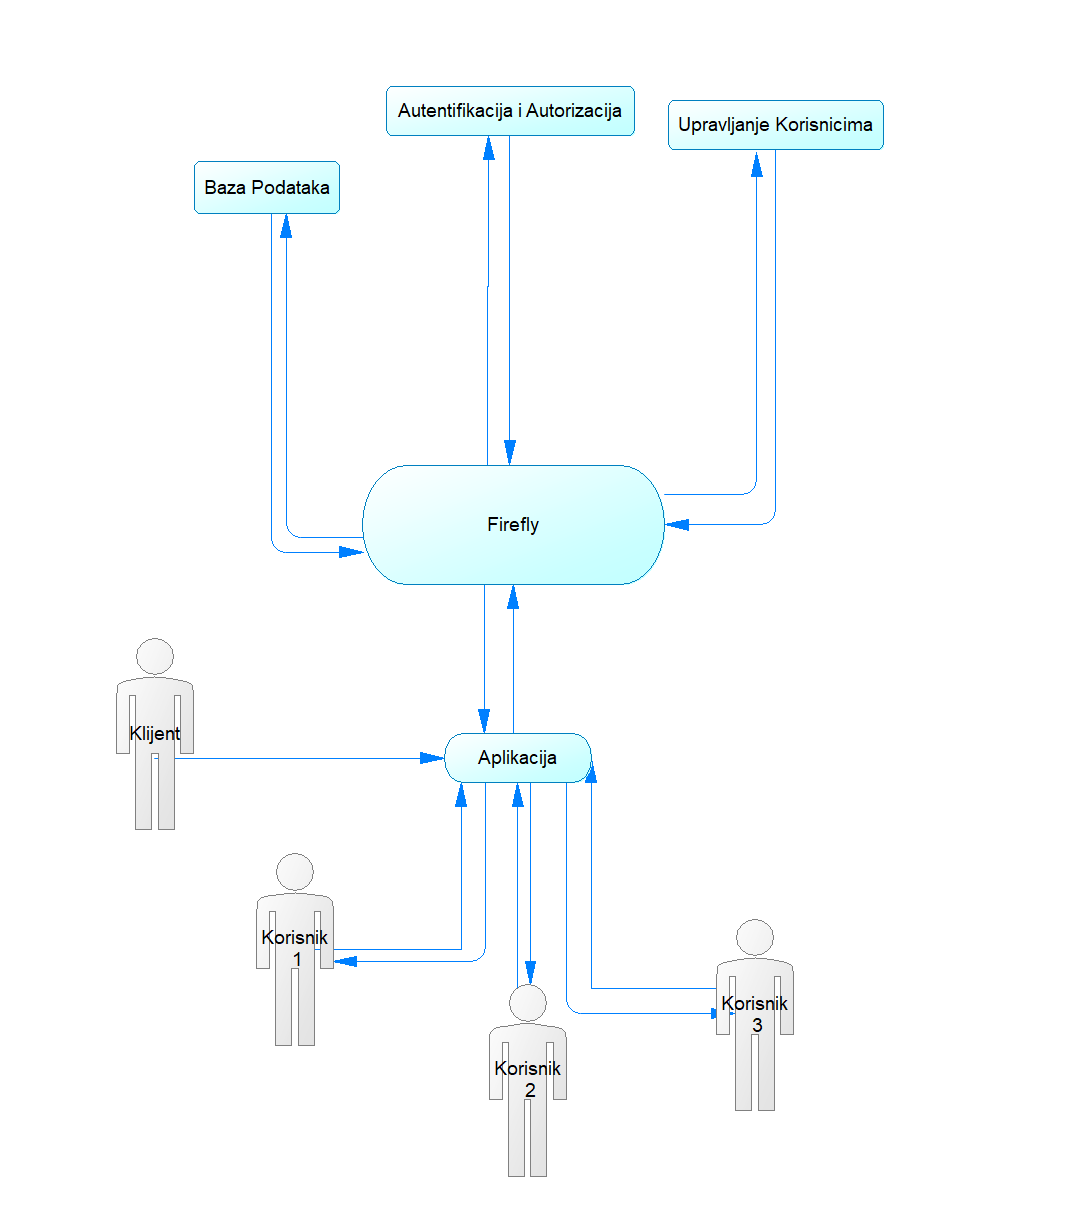 Autentifikacija i Autorizacija
Upravljanje Korisnicima
Baza Podataka
Firefly
Klijent
Aplikacija
Korisnik
1
Korisnik
2
Korisnik
3